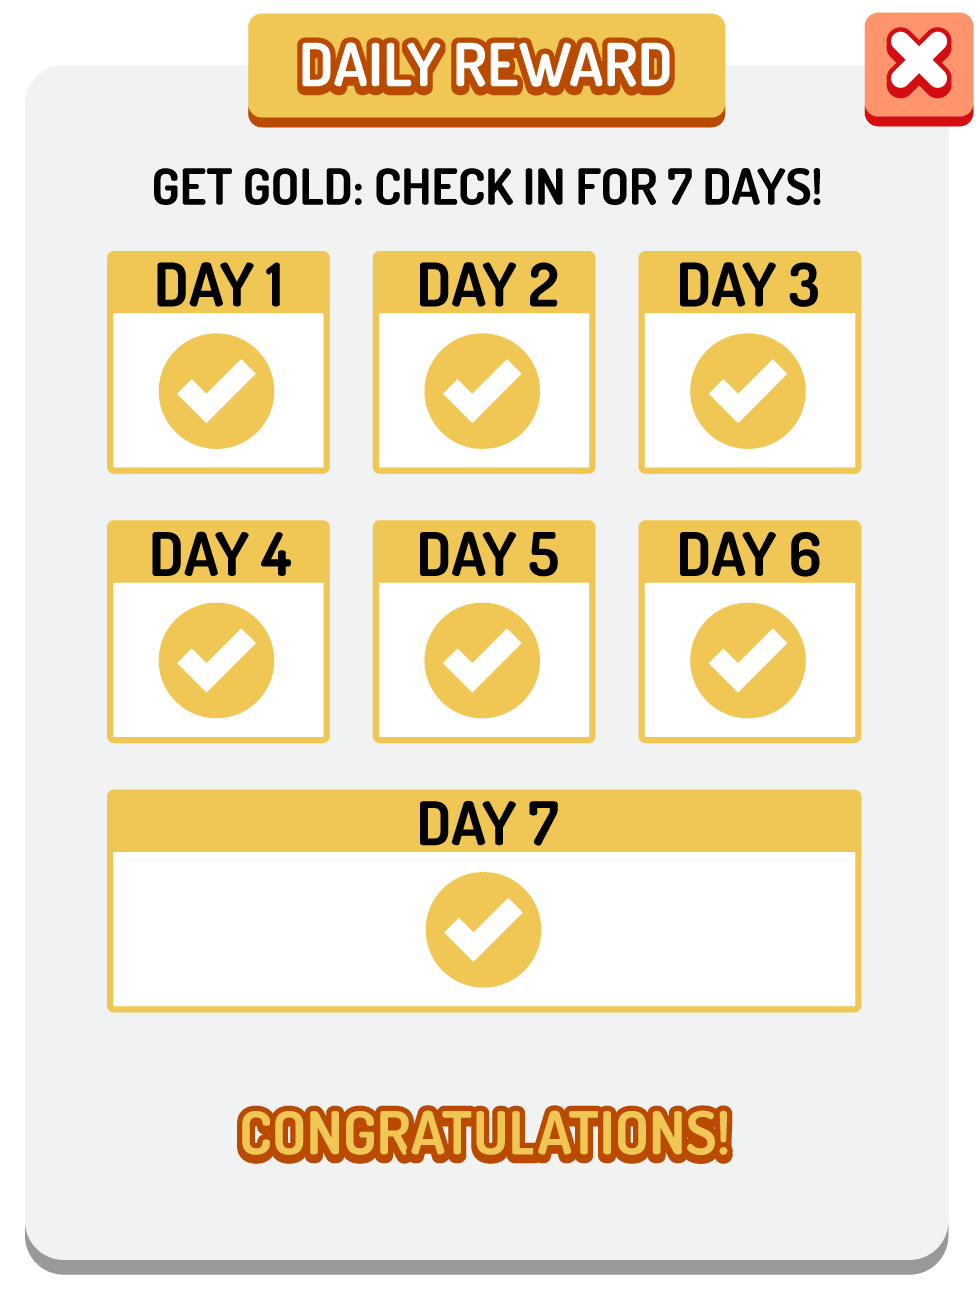 DAILY REWARD
GET GOLD: CHECK IN FOR 7 DAYS!
DAY 1
DAY 2
DAY 3
DAY 4
DAY 5
DAY 6
DAY 7
CONGRATULATIONS!